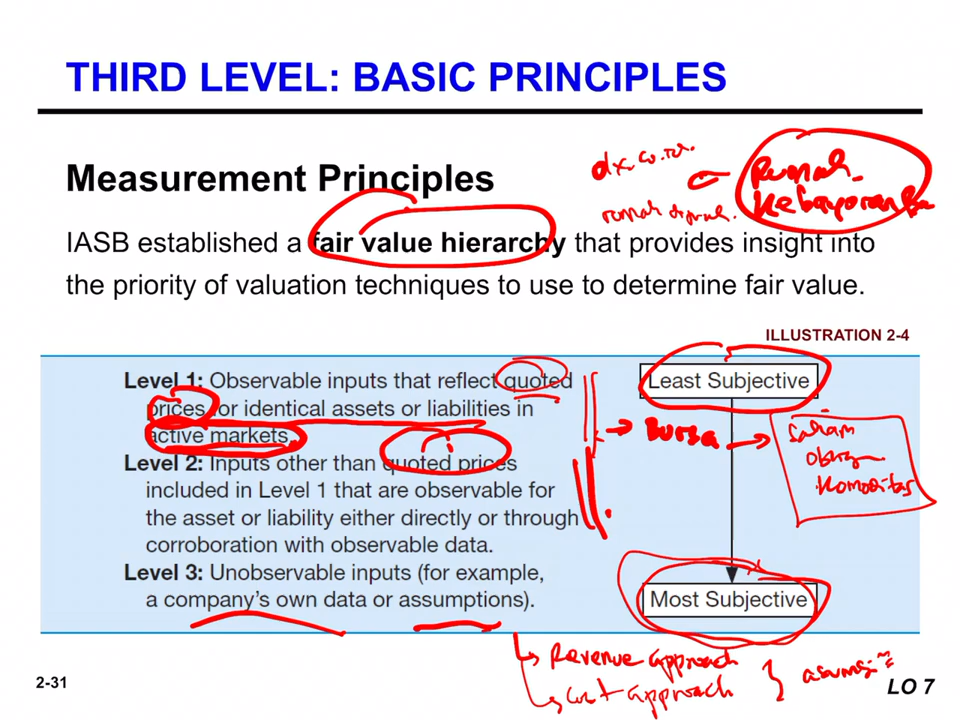 THIRD LEVEL: BASIC PRINCIPLES
Measurement Principles
Rumah
Kebayoran
IASB established a fair value hierarchy that provides insight into
the priority of valuation techniques to use to determine fair value.
ILLUSTRATION 2-4
Level 1: Observable inputs that reflect quoted
prices for identical assets or liabilities in
active markets.
Level 2: Inputs other than quoted prices
included in Level 1 that are observable for
the asset or liability either directly or through
corroboration with observable data.
Level 3: Unobservable inputs (for example,
a company's own data or assumptions).
Least Subjective
Bursa
Saham
Komoditas
Most Subjective
Revenue approach
Cost approach
asumsi
2-31
LO 7